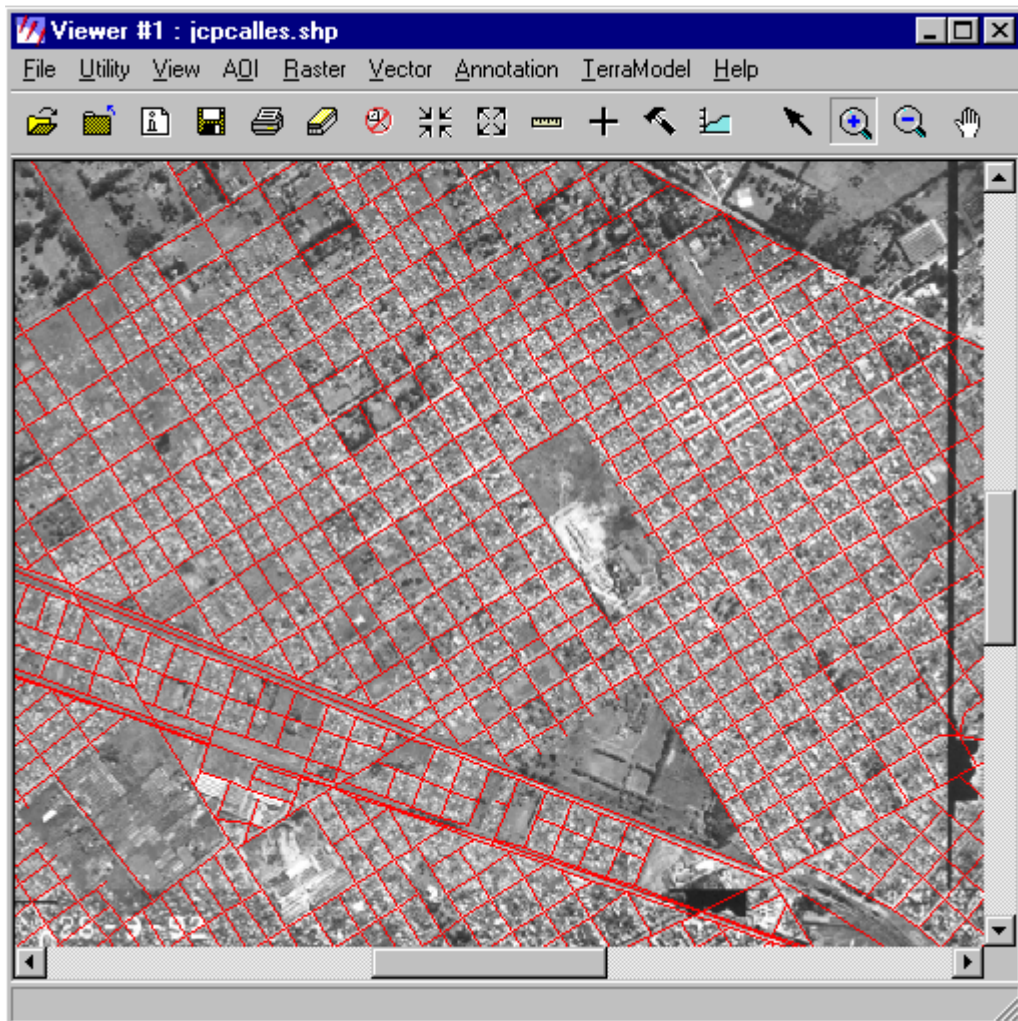 Viewer #1 : jcpcalles.shp
File Utility View AOI Raster Vector Annotation TerraModel Help